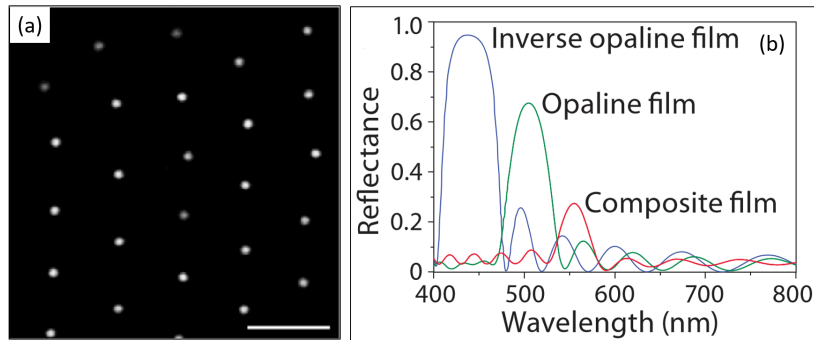 (a)
(b)
Inverse opaline film
Opaline film
Composite film
Reflectance
1.0
0.8
0.6
0.4
0.2
0
400 500 600 700 800
Wavelength (nm)